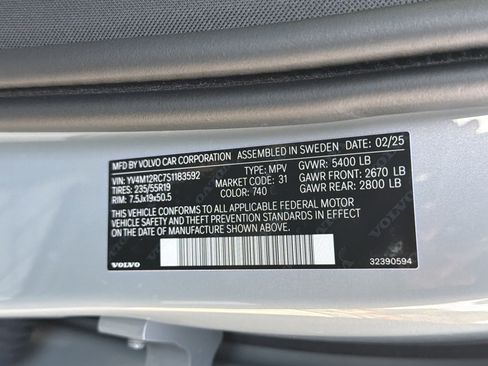 MFD BY VOLVO CAR CORPORATION ASSEMBLED IN SWEDEN DATE: 02/25
VIN: YV4M12RC7S1183592 TYPE: MPV GVWR: 5400 LB
TIRES: 235/55R19 MARKET CODE: 31 GAWR FRONT: 2670 LB
RIM: 7.5Jx19x50.5 COLOR: 740 GAWR REAR: 2800 LB
THIS VEHICLE CONFORMS TO ALL APPLICABLE FEDERAL MOTOR
VEHICLE SAFETY AND THEFT PREVENTION STANDARDS IN EFFECT
ON THE DATE OF MANUFACTURE SHOWN ABOVE.
VOLVO 32390594